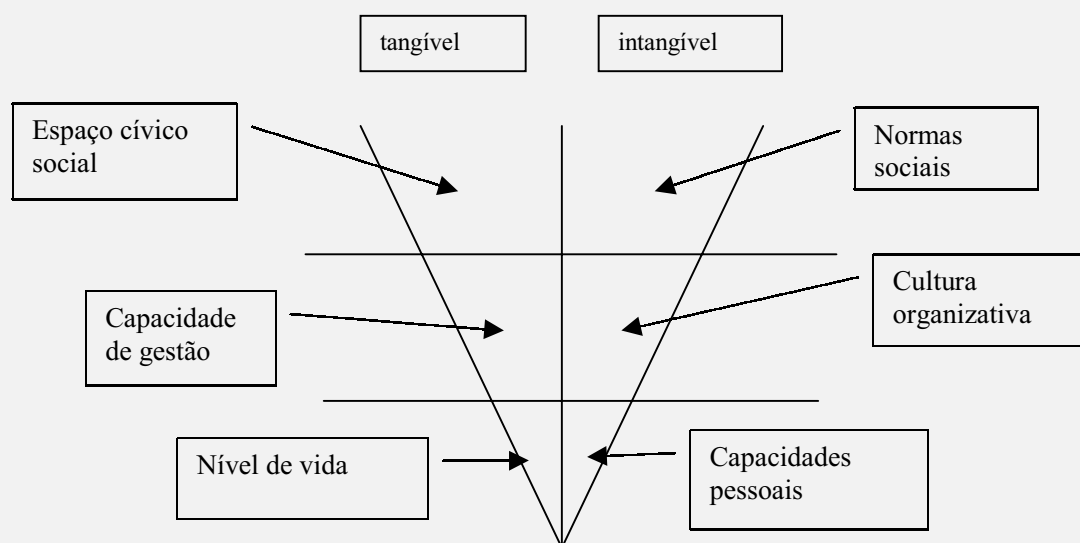 tangível
intangível
Espaço cívico
social
Normas
sociais
Capacidade
de gestão
Cultura
organizativa
Nível de vida
Capacidades
pessoais